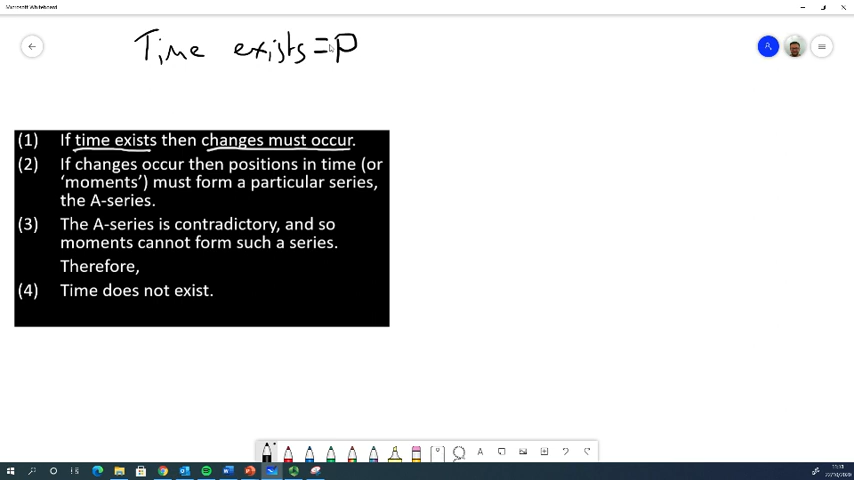 Microsoft Whiteboard
Time exists = P
(1) If time exists then changes must occur.
(2) If changes occur then positions in time (or
‘moments’) must form a particular series,
the A-series.
(3) The A-series is contradictory, and so
moments cannot form such a series.
Therefore,
(4) Time does not exist.